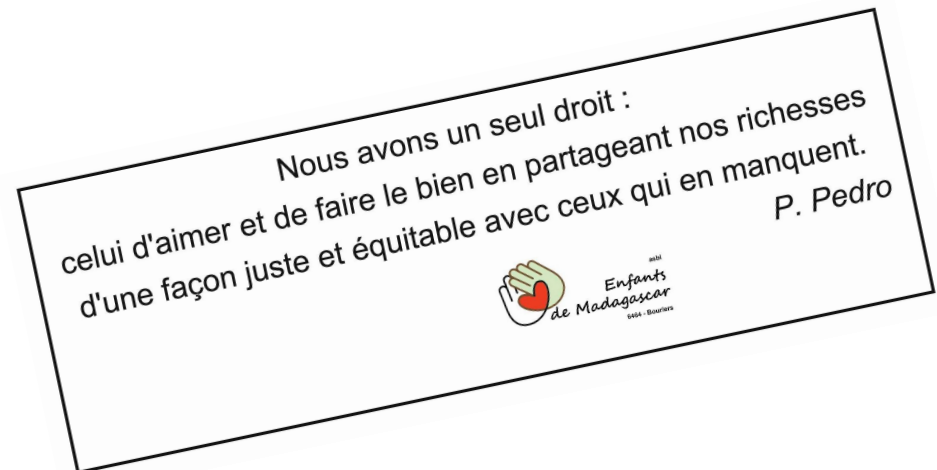 Nous avons un seul droit :
celui d'aimer et de faire le bien en partageant nos richesses
d'une façon juste et équitable avec ceux qui en manquent.
P. Pedro
asbl
Enfants
de Madagascar
6464 - Bourlers